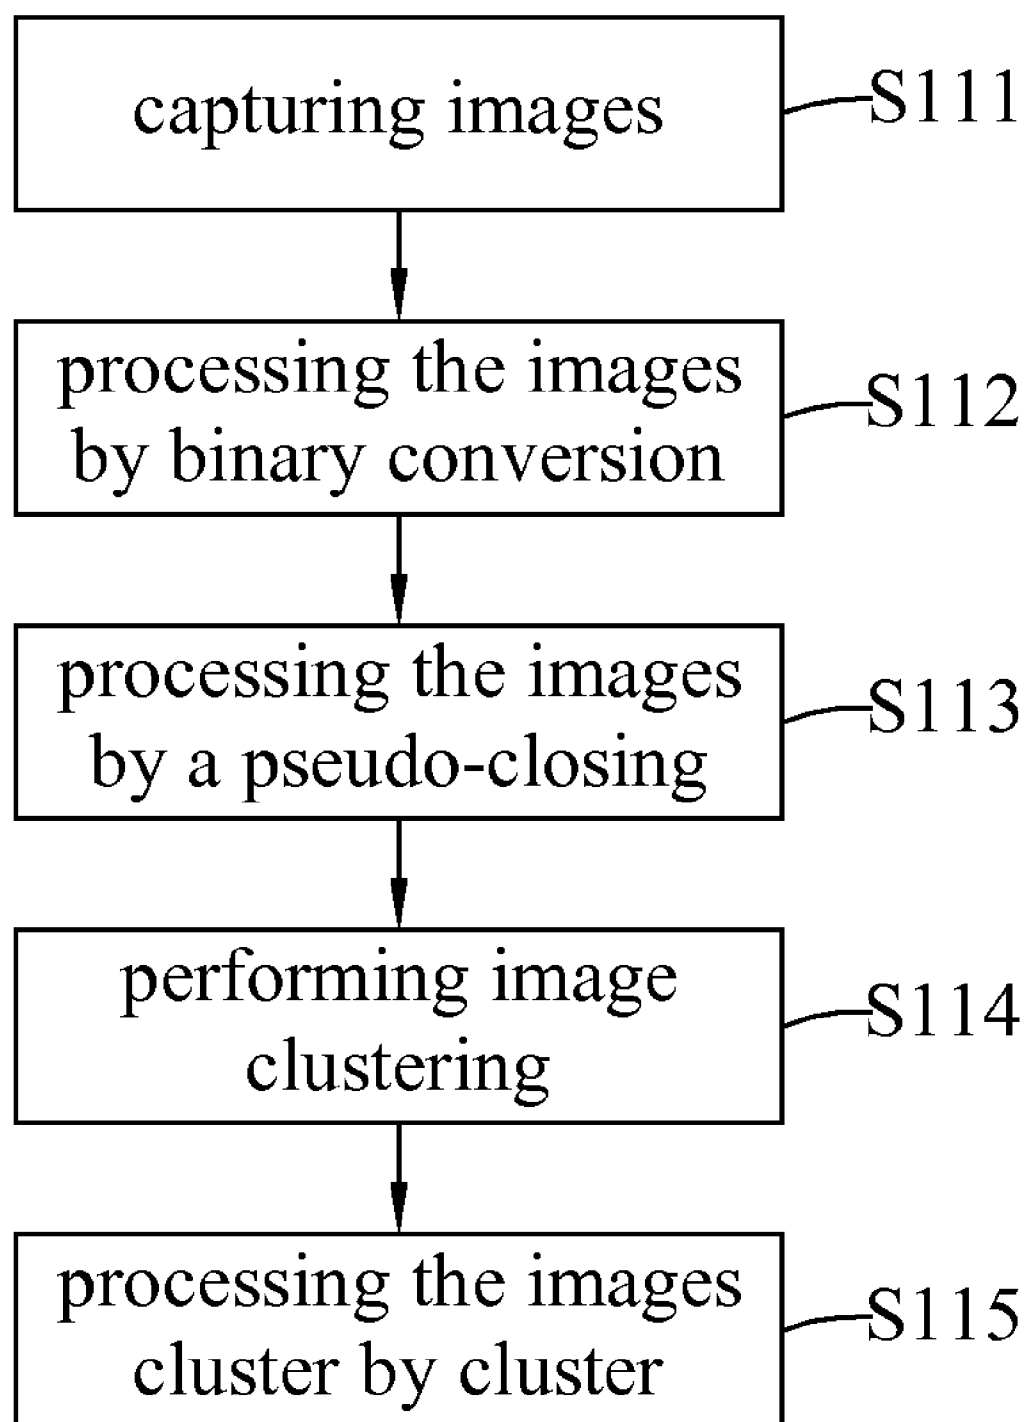 capturing images
S111
processing the images
by binary conversion
S112
processing the images
by a pseudo-closing
S113
performing image
clustering
S114
processing the images
cluster by cluster
S115